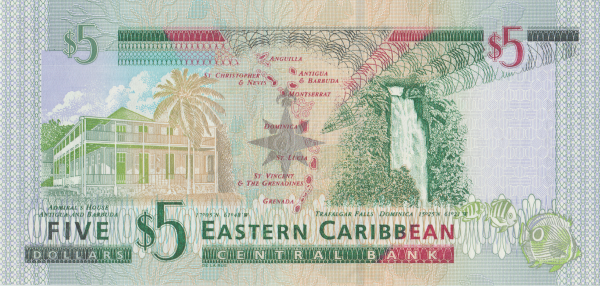 $5
$5
ANGUILLA
ST CHRISTOPHER & NEVIS
ANTIGUA & BARBUDA
MONTSERRAT
DOMINICA
ST. LUCIA
ST VINCENT & THE GRENADINES
GRENADA
ADMIRAL'S HOUSE
ANTIGUA AND BARBUDA
TRAFALGAR FALLS DOMINICA
FIVE $5 EASTERN CARIBBEAN
DOLLARS CENTRAL BANK